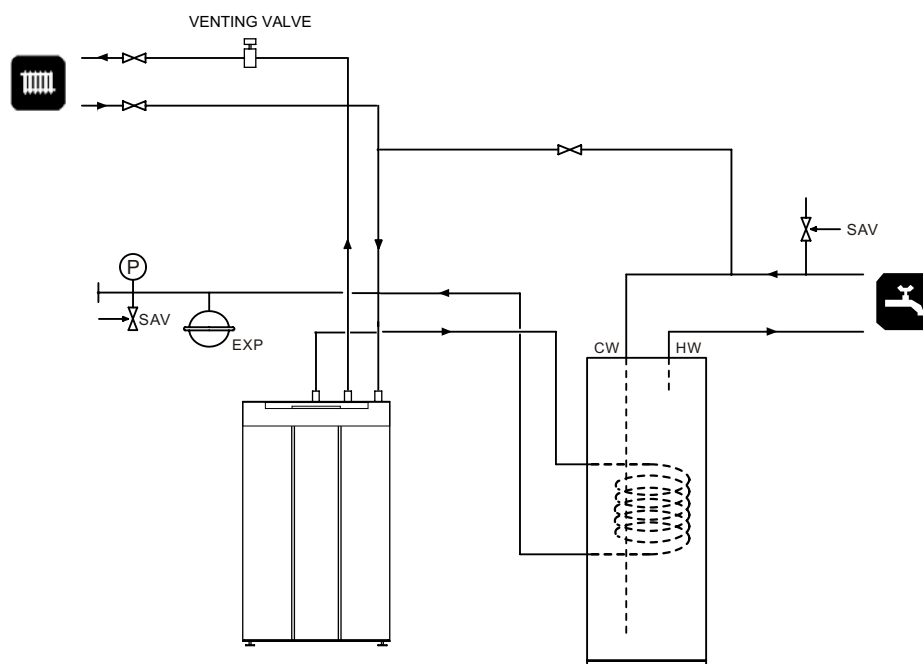 VENTING VALVE
SAV
P
SAV
EXP
CW
HW